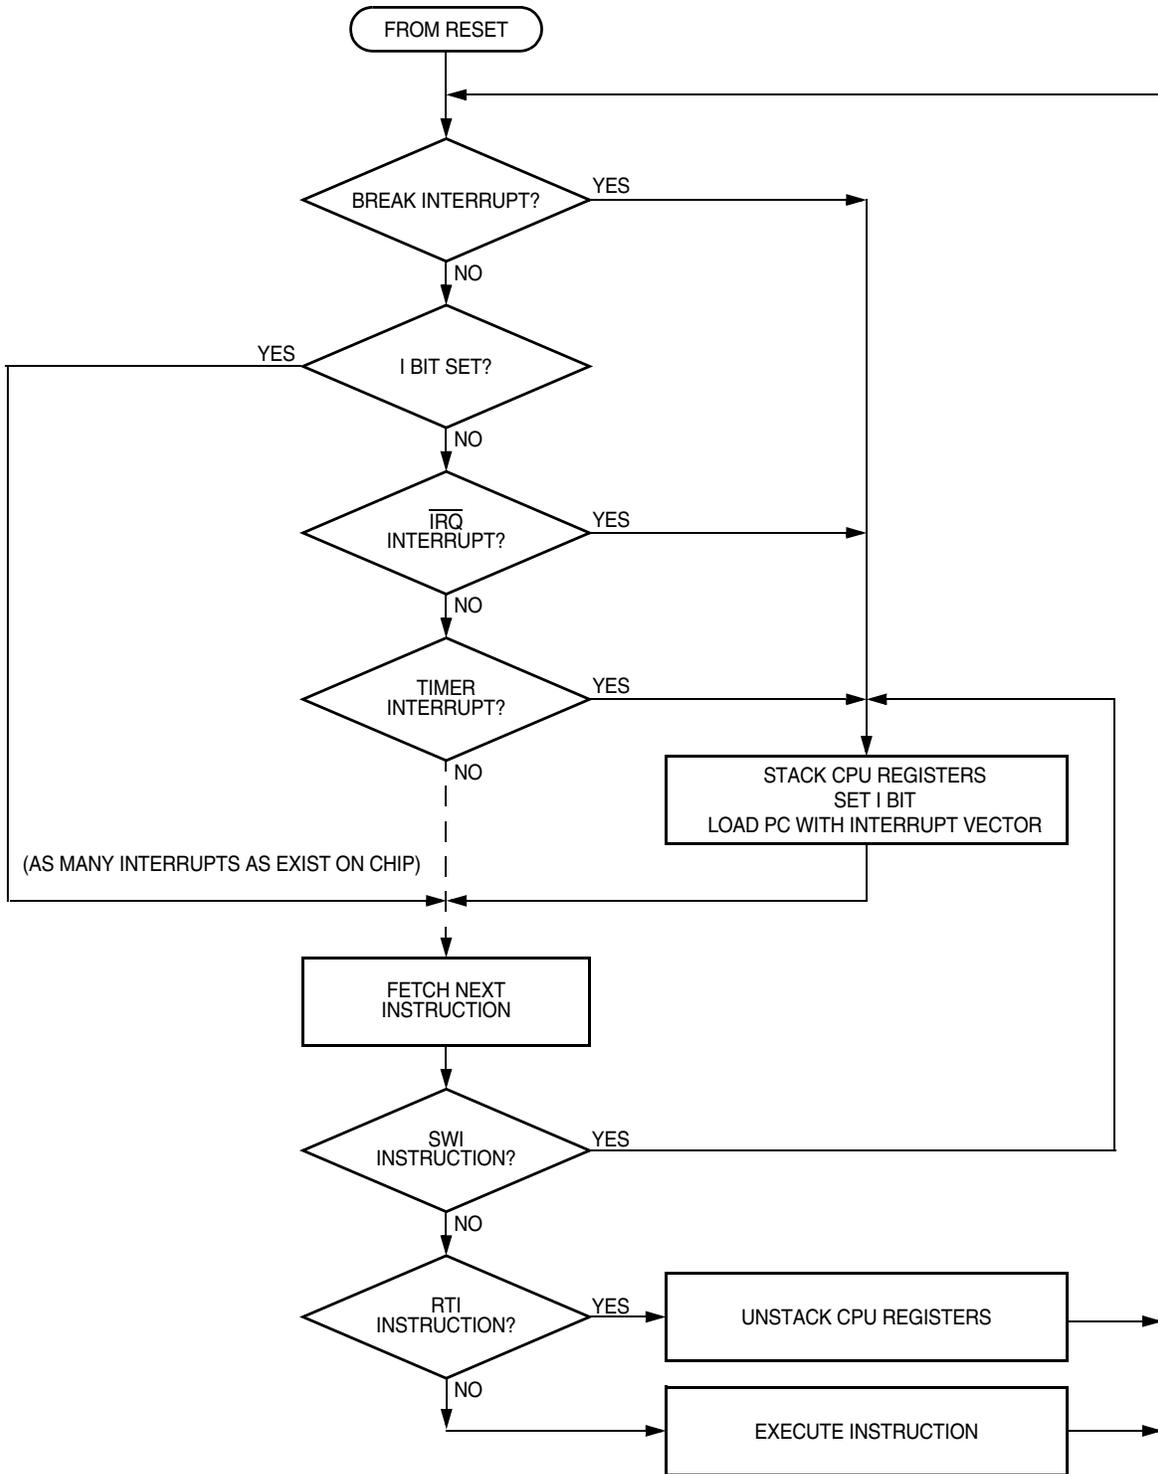 FROM RESET
BREAK INTERRUPT?
YES
NO
I BIT SET?
YES
NO
IRQ
INTERRUPT?
YES
NO
TIMER
INTERRUPT?
YES
NO
STACK CPU REGISTERS
SET I BIT
LOAD PC WITH INTERRUPT VECTOR
(AS MANY INTERRUPTS AS EXIST ON CHIP)
FETCH NEXT
INSTRUCTION
SWI
INSTRUCTION?
YES
NO
RTI
INSTRUCTION?
YES
UNSTACK CPU REGISTERS
NO
EXECUTE INSTRUCTION